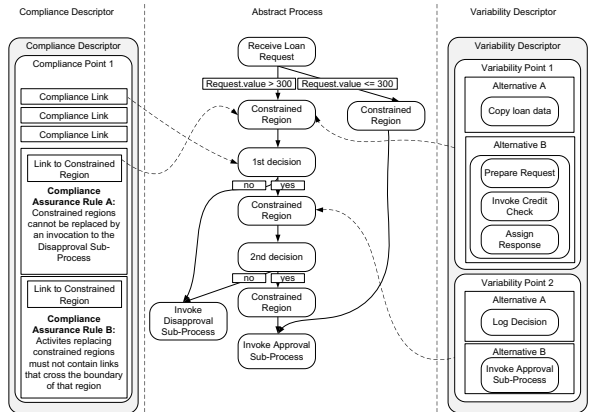 Compliance Descriptor
Abstract Process
Variability Descriptor
Compliance Descriptor
Compliance Point 1
Compliance Link
Compliance Link
Compliance Link
Link to Constrained
Region
Compliance
Assurance Rule A:
Constrained regions
cannot be replaced by
an invocation to the
Disapproval Sub-
Process
Link to Constrained
Region
Compliance
Assurance Rule B:
Activites replacing
constrained regions
must not contain links
that cross the boundary
of that region
Receive Loan
Request
Request.value > 300
Request.value <= 300
Constrained
Region
Constrained
Region
1st decision
no
yes
Constrained
Region
2nd decision
no
yes
Constrained
Region
Invoke
Disapproval
Sub-Process
Invoke Approval
Sub-Process
Variability Descriptor
Variability Point 1
Alternative A
Copy loan data
Alternative B
Prepare Request
Invoke Credit
Check
Assign
Response
Variability Point 2
Alternative A
Log Decision
Alternative B
Invoke Approval
Sub-Process